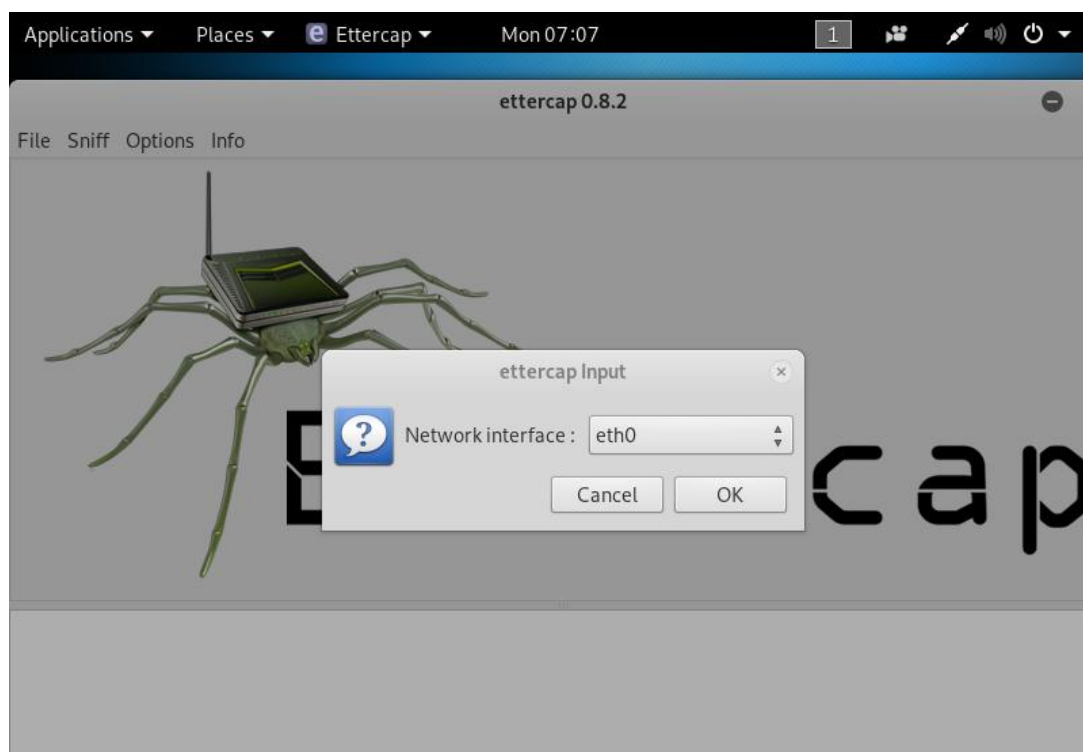 Applications Places Ettercap Mon 07:07 1
ettercap 0.8.2
File Sniff Options Info
ettercap Input
Network interface : eth0
Cancel OK
E cap